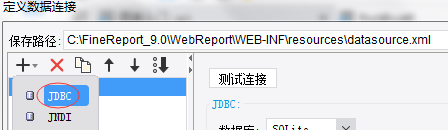 定义数据连接
保存路径: C:\FineReport_9.0\WebReport\WEB-INF\resources\datasource.xml
测试连接
JDBC
JDBC:
JNDI
数据库: SQLite